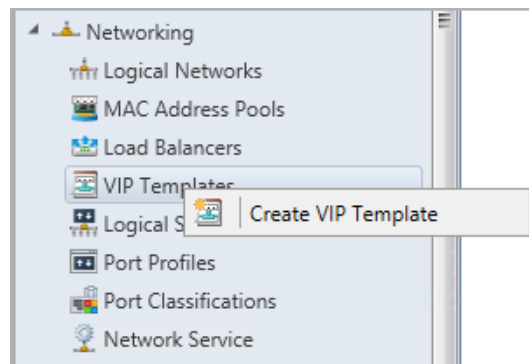 Networking
Logical Networks
MAC Address Pools
Load Balancers
VIP Templates
Create VIP Template
Logical S
Port Profiles
Port Classifications
Network Service